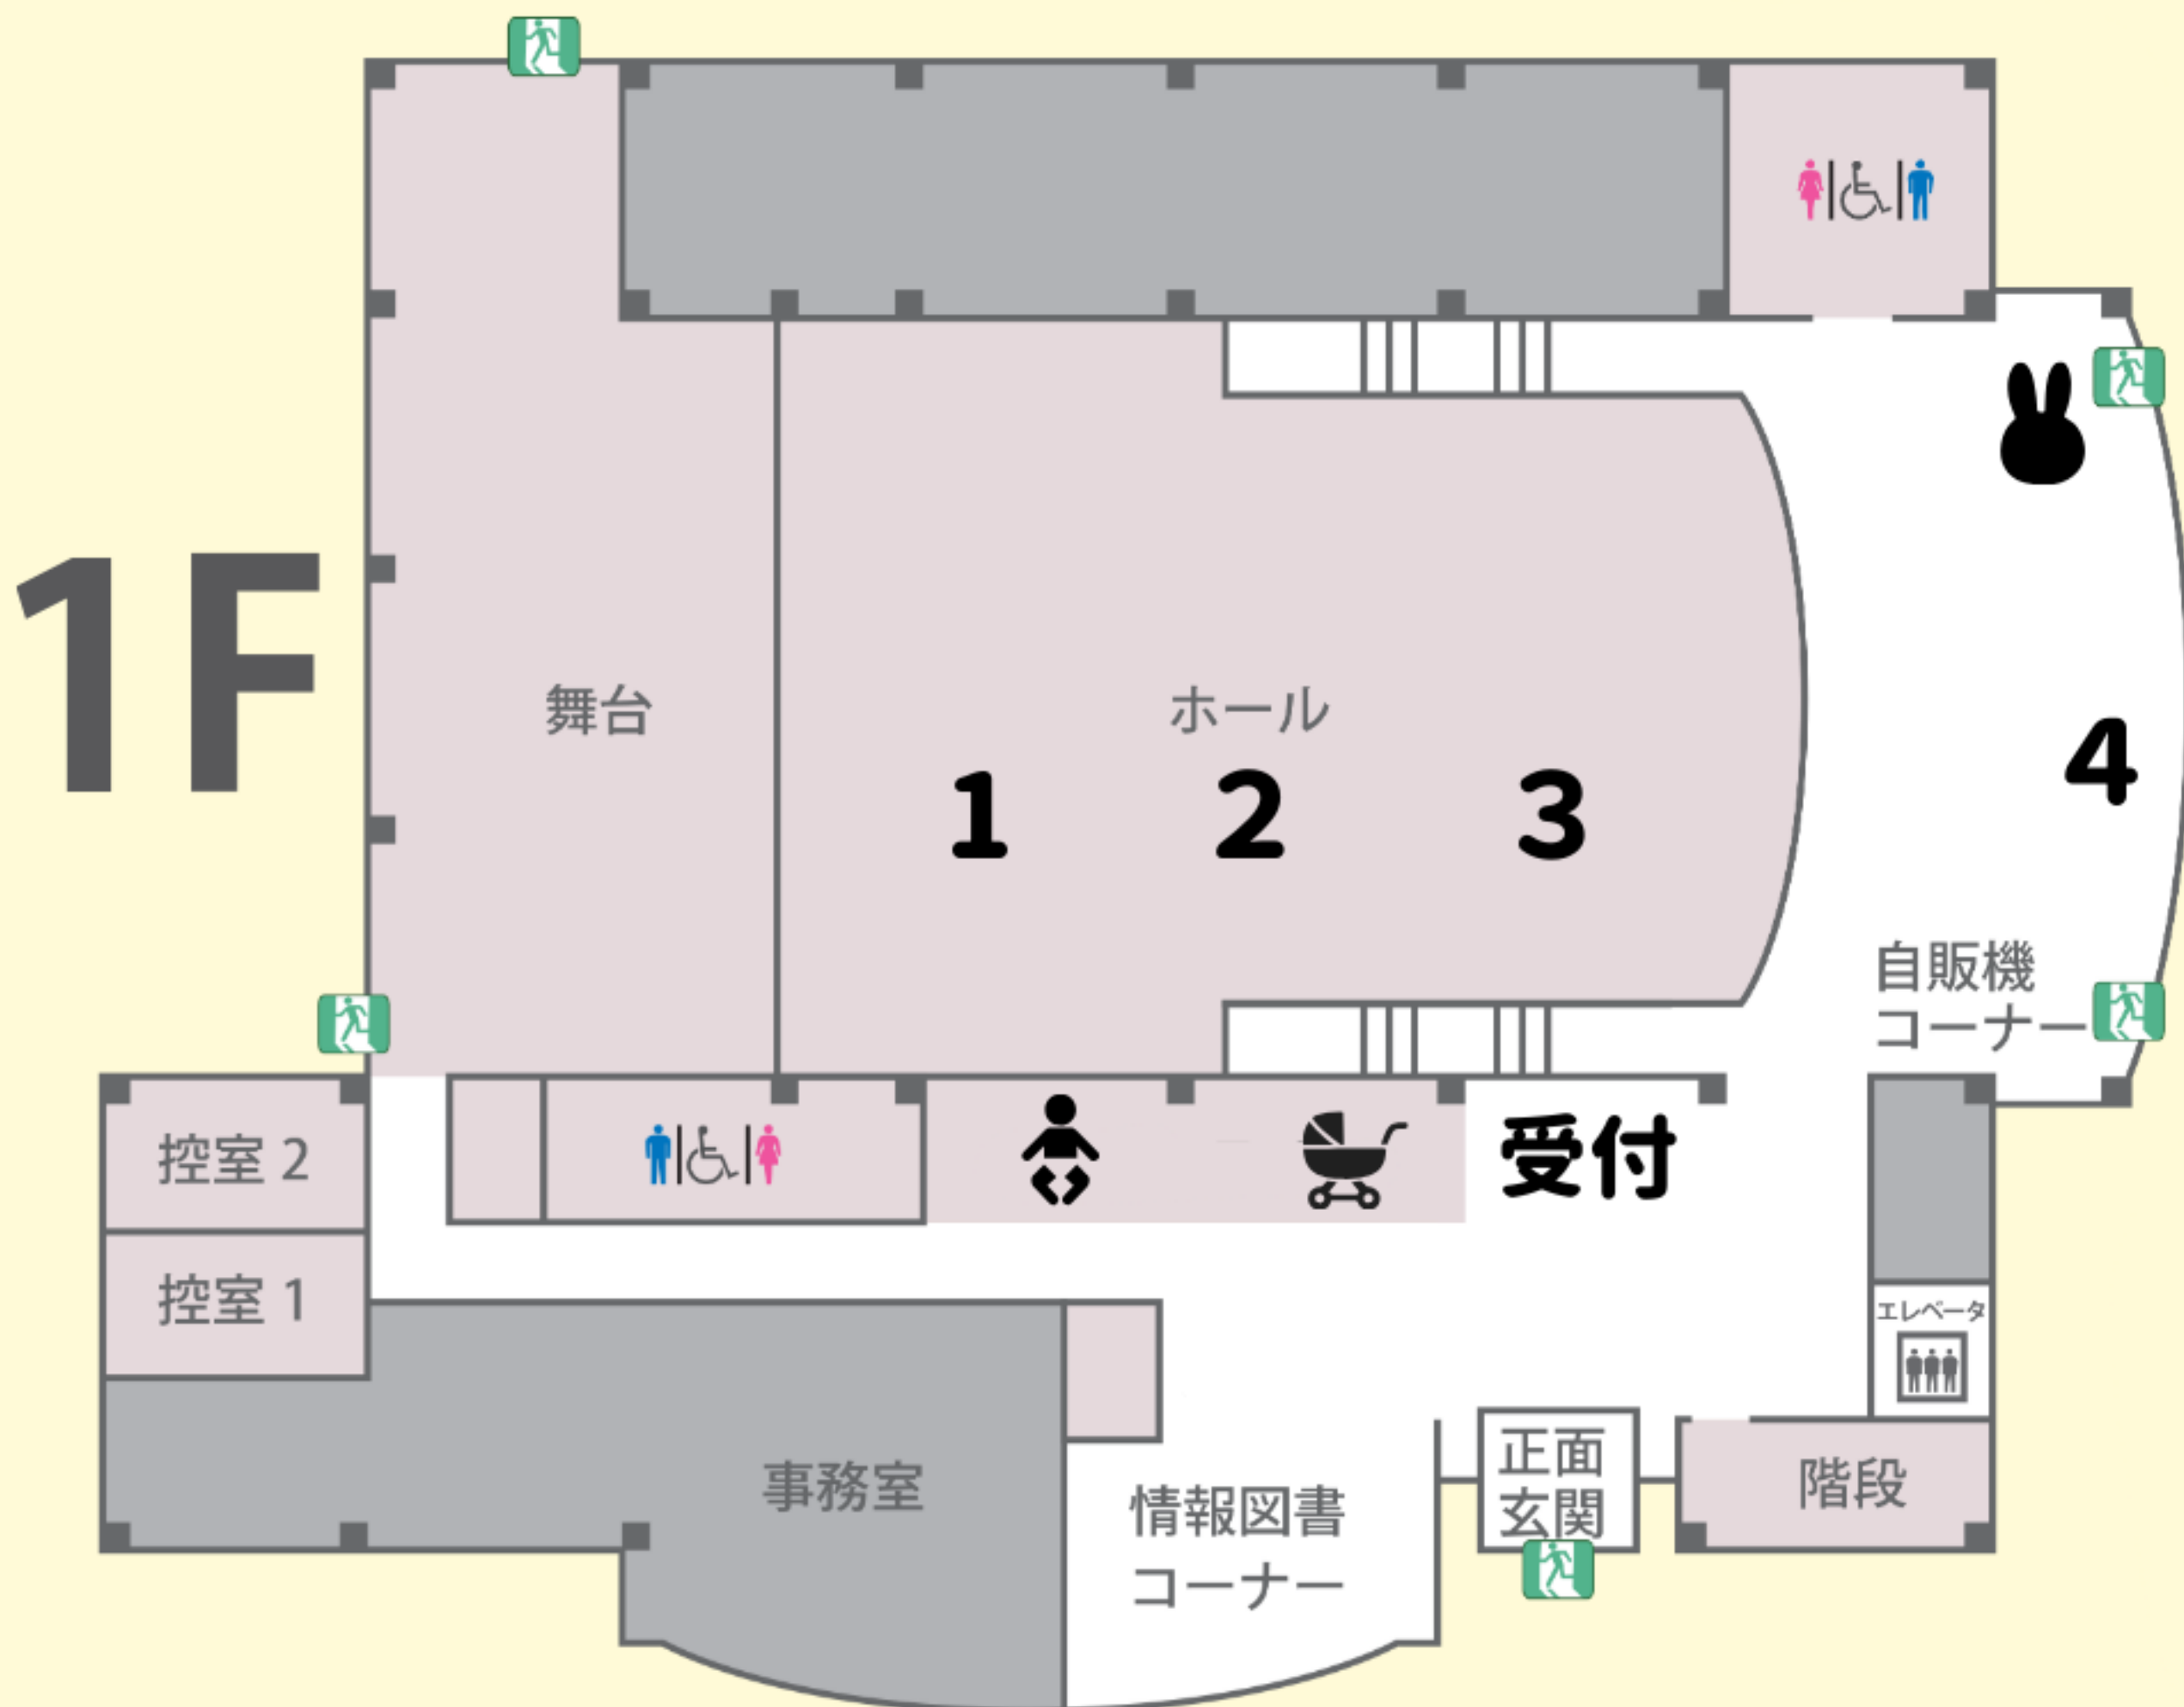 1F
舞台
ホール
1 2 3
4
自販機
コーナー
控室 2
控室 1
受付
エレベータ
事務室
情報図書
コーナー
正面
玄関
階段